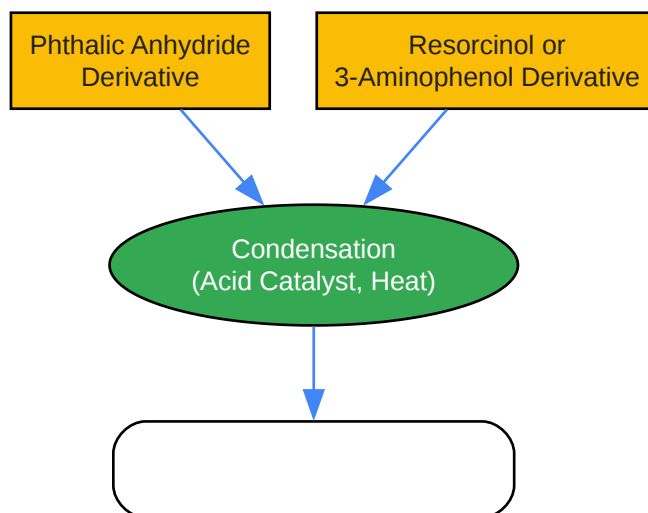 Phthalic Anhydride
Derivative
Resorcinol or
3-Aminophenol Derivative
Condensation
(Acid Catalyst, Heat)